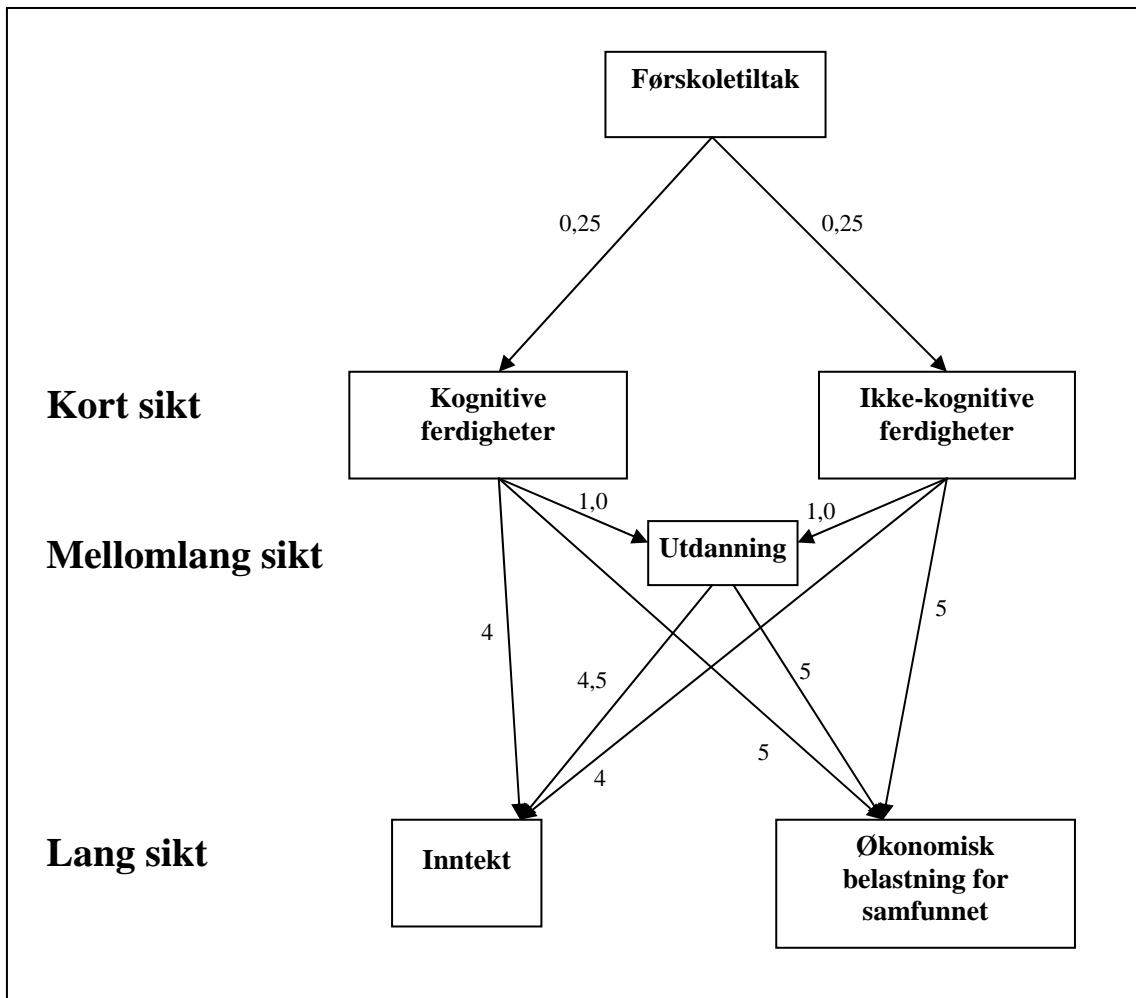 Førskoletiltak
0,25
0,25
Kort sikt
Kognitive
ferdigheter
Ikke-kognitive
ferdigheter
1,0
1,0
Mellomlang sikt
Utdanning
4
4,5
5
5
5
4
Lang sikt
Inntekt
Økonomisk
belastning for
samfunnet